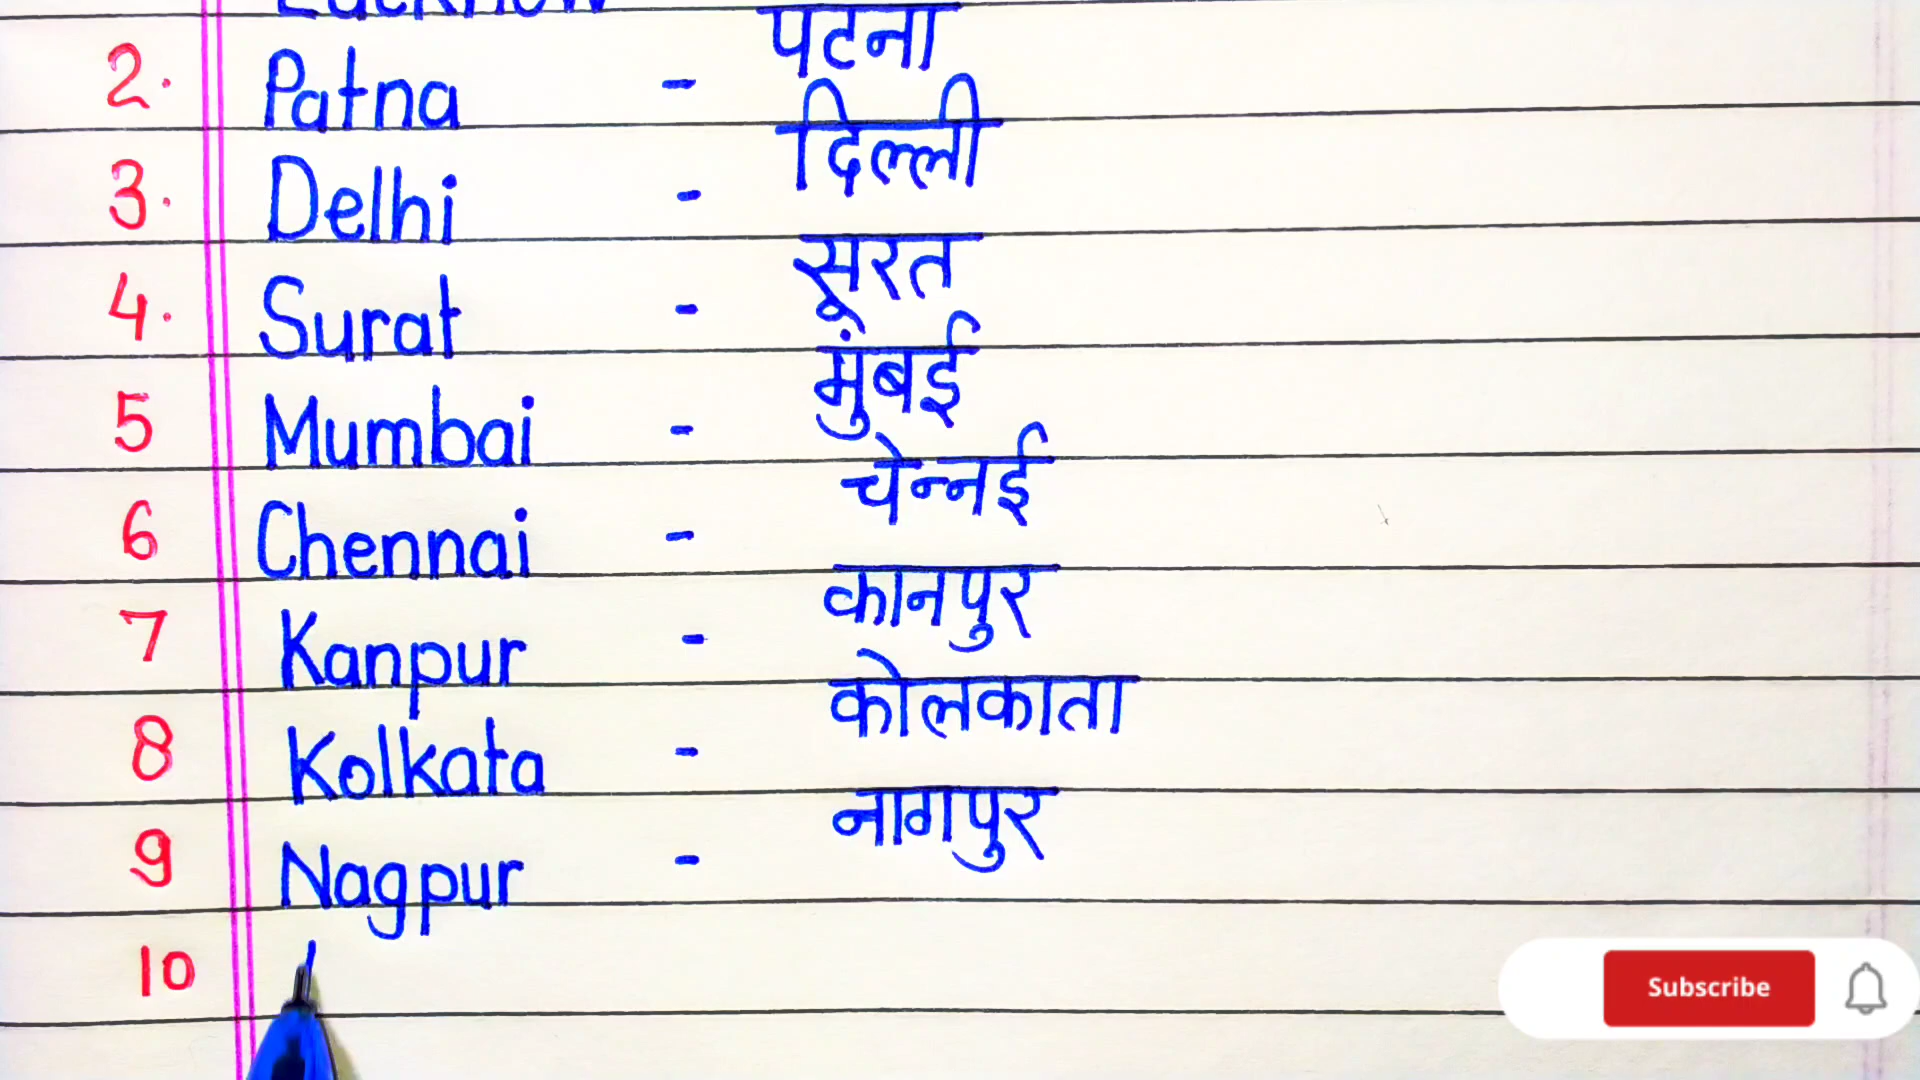 Lucknow
2. Patna - पटना
3. Delhi - दिल्ली
4. Surat - सूरत
5 Mumbai - मुंबई
6 Chennai - चेन्नई
7 Kanpur - कानपुर
8 Kolkata - कोलकाता
9 Nagpur - नागपुर
10
Subscribe